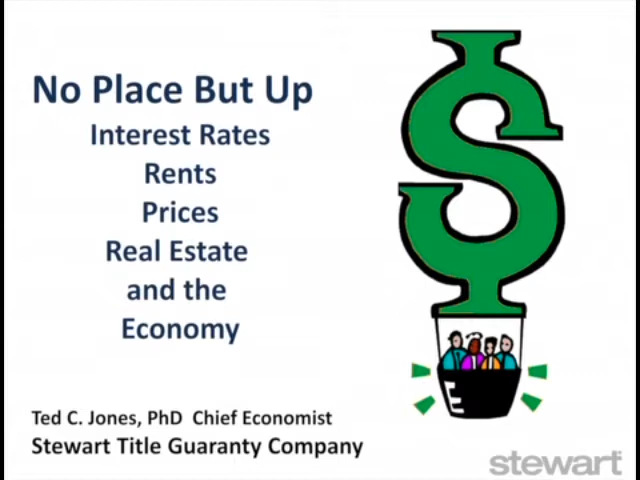 No Place But Up
Interest Rates
Rents
Prices
Real Estate
and the
Economy
Ted C. Jones, PhD  Chief Economist
Stewart Title Guaranty Company
stewart